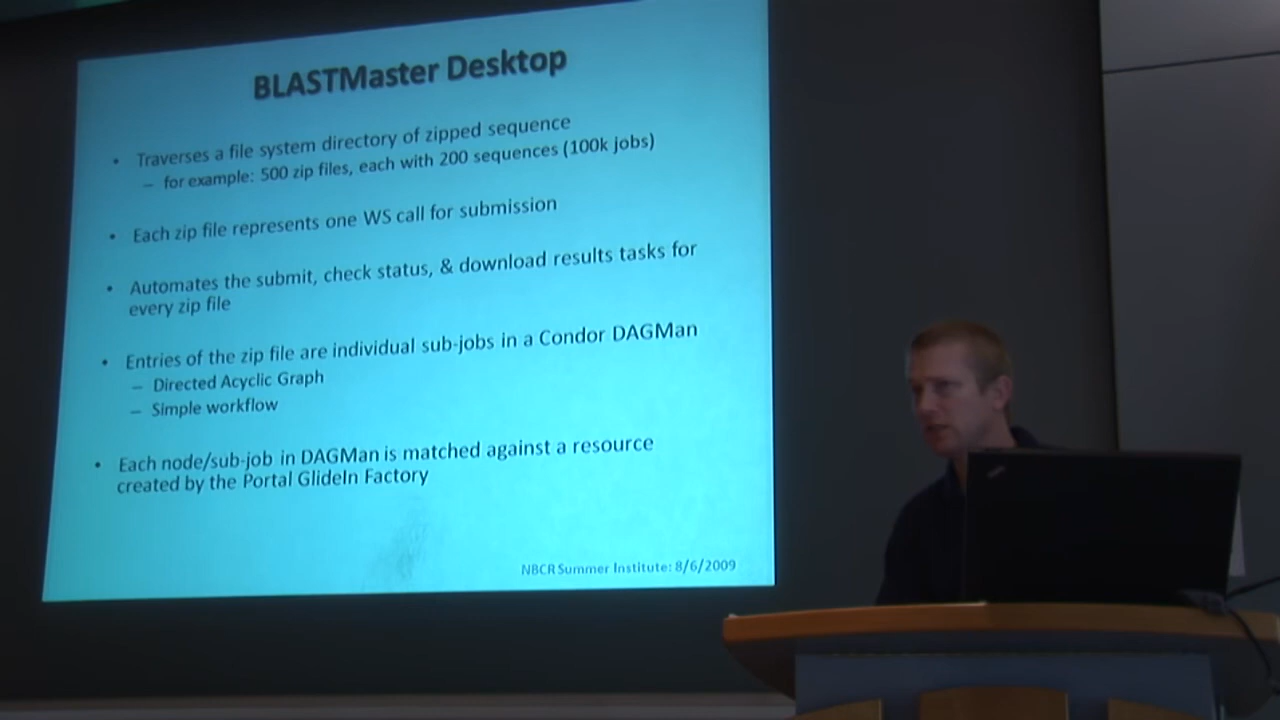 BLASTMaster Desktop
• Traverses a file system directory of zipped sequence
– for example: 500 zip files, each with 200 sequences (100k jobs)
• Each zip file represents one WS call for submission
• Automates the submit, check status, & download results tasks for
every zip file
• Entries of the zip file are individual sub-jobs in a Condor DAGMan
– Directed Acyclic Graph
– Simple workflow
• Each node/sub-job in DAGMan is matched against a resource
created by the Portal GlideIn Factory
NBCR Summer Institute: 8/6/2009